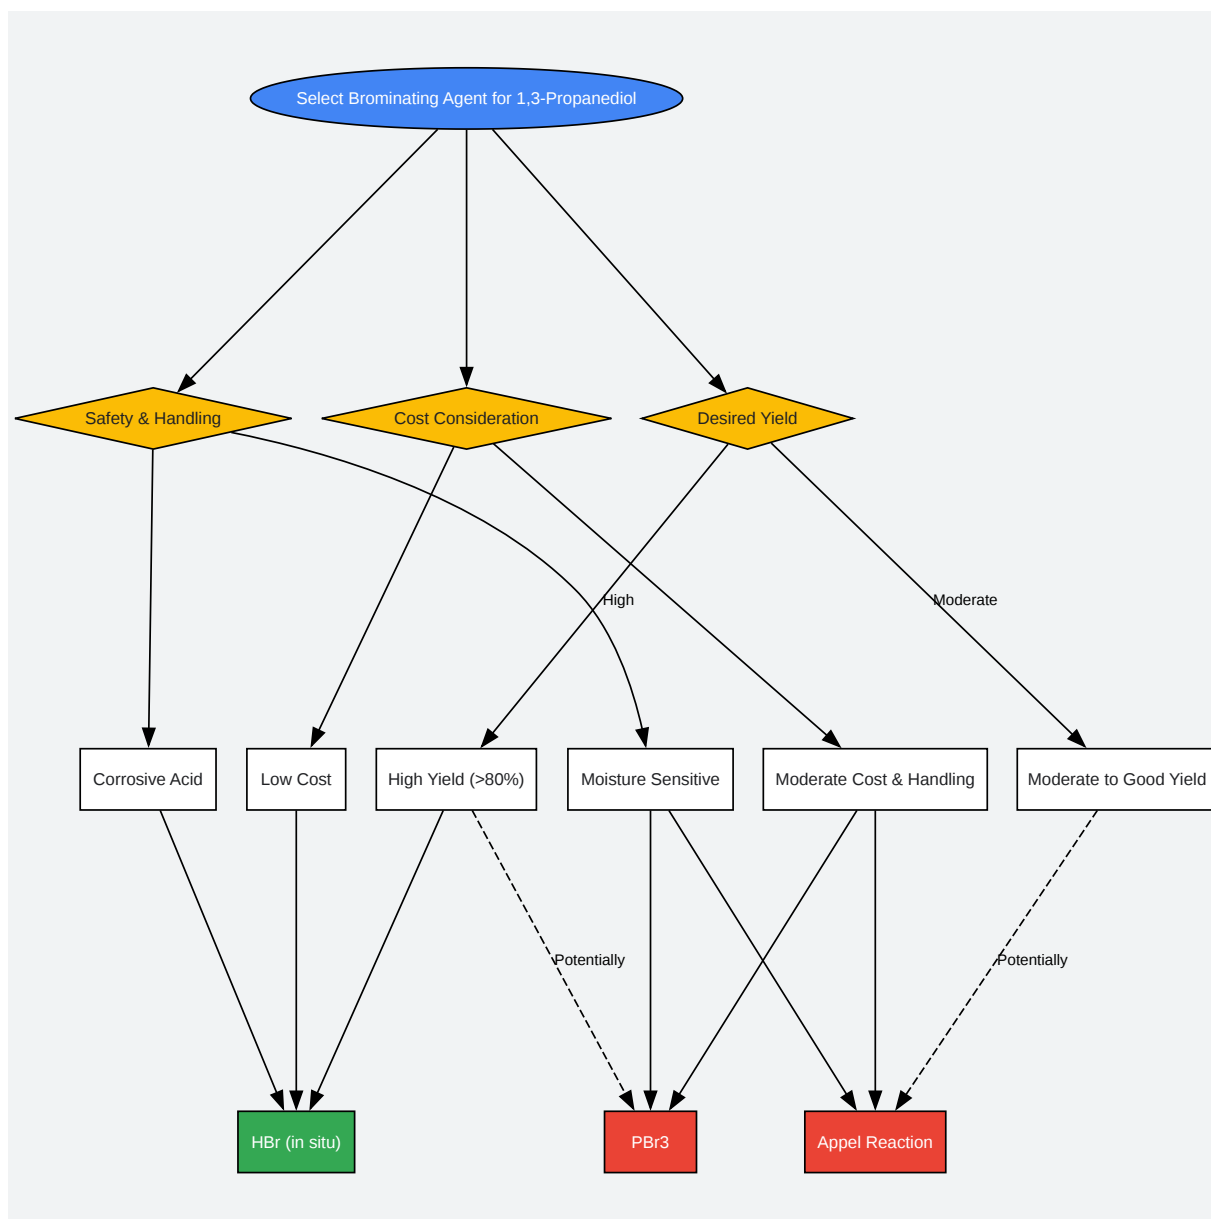 Select Brominating Agent for 1,3-Propanediol
Safety & Handling
Cost Consideration
Desired Yield
High
Moderate
Corrosive Acid
Low Cost
High Yield (>80%)
Moisture Sensitive
Moderate Cost & Handling
Moderate to Good Yield
Potentially
Potentially
HBr (in situ)
PBr3
Appel Reaction